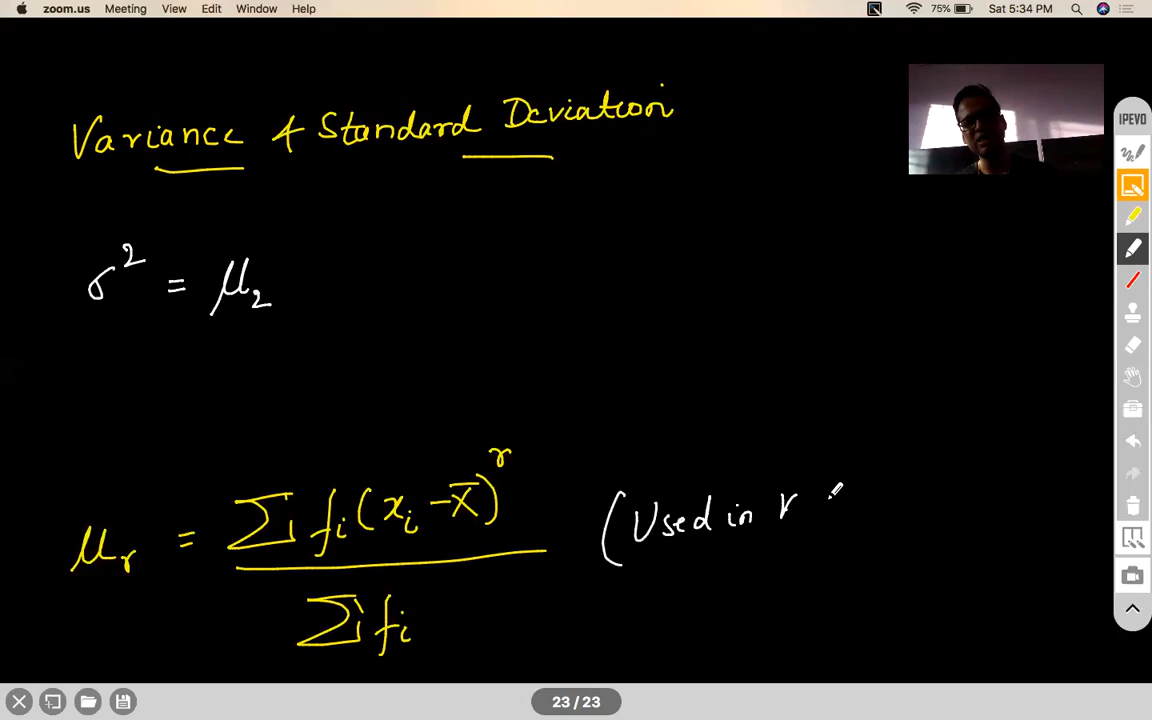 zoom.us Meeting View Edit Window Help 75% Sat 5:34 PM
Variance & Standard Deviation
IPEVO
σ² = μ₂
μᵣ = Σ fᵢ (xᵢ - x̄)ʳ / Σ fᵢ (Used in r
23 / 23